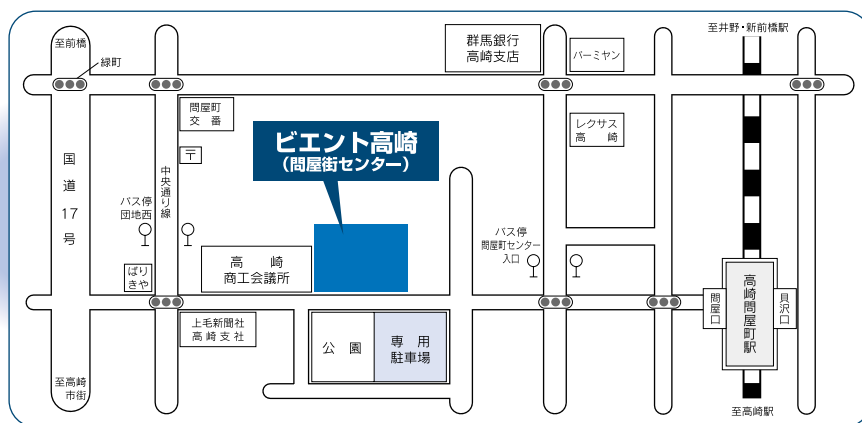 至前橋
緑町
国道17号
至高崎
市街
中央通り線
バス停
団地西
問屋町
交番
〒
ビエント高崎
(問屋街センター)
高崎
商工会議所
ばり
きや
上毛新聞社
高崎支社
公園
専用
駐車場
群馬銀行
高崎支店
バーミヤン
レクサス
高崎
バス停
問屋町センター
入口
至井野・新前橋駅
問屋口
高崎問屋町駅
貝沢口
至高崎駅